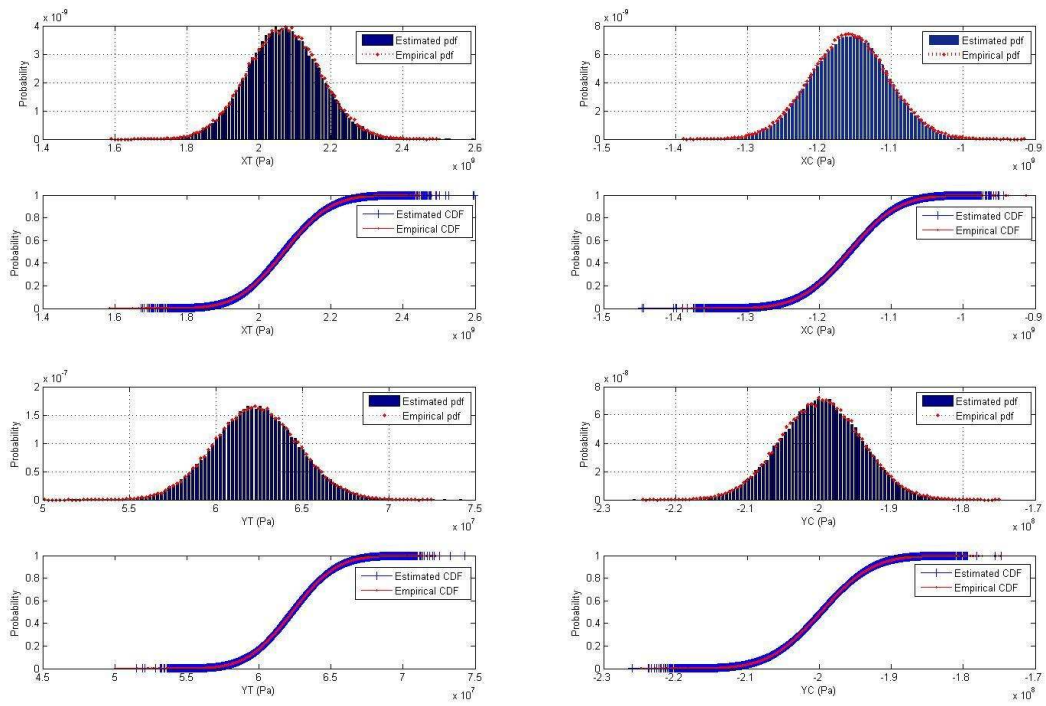 x 10^-9
4
3
2
1
0
Probability
Estimated pdf
Empirical pdf
1.4 1.6 1.8 2 2.2 2.4 2.6
XT (Pa)
x 10^9
x 10^-9
8
6
4
2
0
Probability
Estimated pdf
Empirical pdf
-1.5 -1.4 -1.3 -1.2 -1.1 -1 -0.9
XC (Pa)
x 10^9
1
0.8
0.6
0.4
0.2
0
Probability
Estimated CDF
Empirical CDF
1.4 1.6 1.8 2 2.2 2.4 2.6
XT (Pa)
x 10^9
1
0.8
0.6
0.4
0.2
0
Probability
Estimated CDF
Empirical CDF
-1.5 -1.4 -1.3 -1.2 -1.1 -1 -0.9
XC (Pa)
x 10^9
x 10^-7
2
1.5
1
0.5
0
Probability
Estimated pdf
Empirical pdf
5 5.5 6 6.5 7 7.5
YT (Pa)
x 10^7
x 10^-8
8
6
4
2
0
Probability
Estimated pdf
Empirical pdf
-2.3 -2.2 -2.1 -2 -1.9 -1.8 -1.7
YC (Pa)
x 10^8
1
0.8
0.6
0.4
0.2
0
Probability
Estimated CDF
Empirical CDF
4.5 5 5.5 6 6.5 7 7.5
YT (Pa)
x 10^7
1
0.8
0.6
0.4
0.2
0
Probability
Estimated CDF
Empirical CDF
-2.3 -2.2 -2.1 -2 -1.9 -1.8 -1.7
YC (Pa)
x 10^8